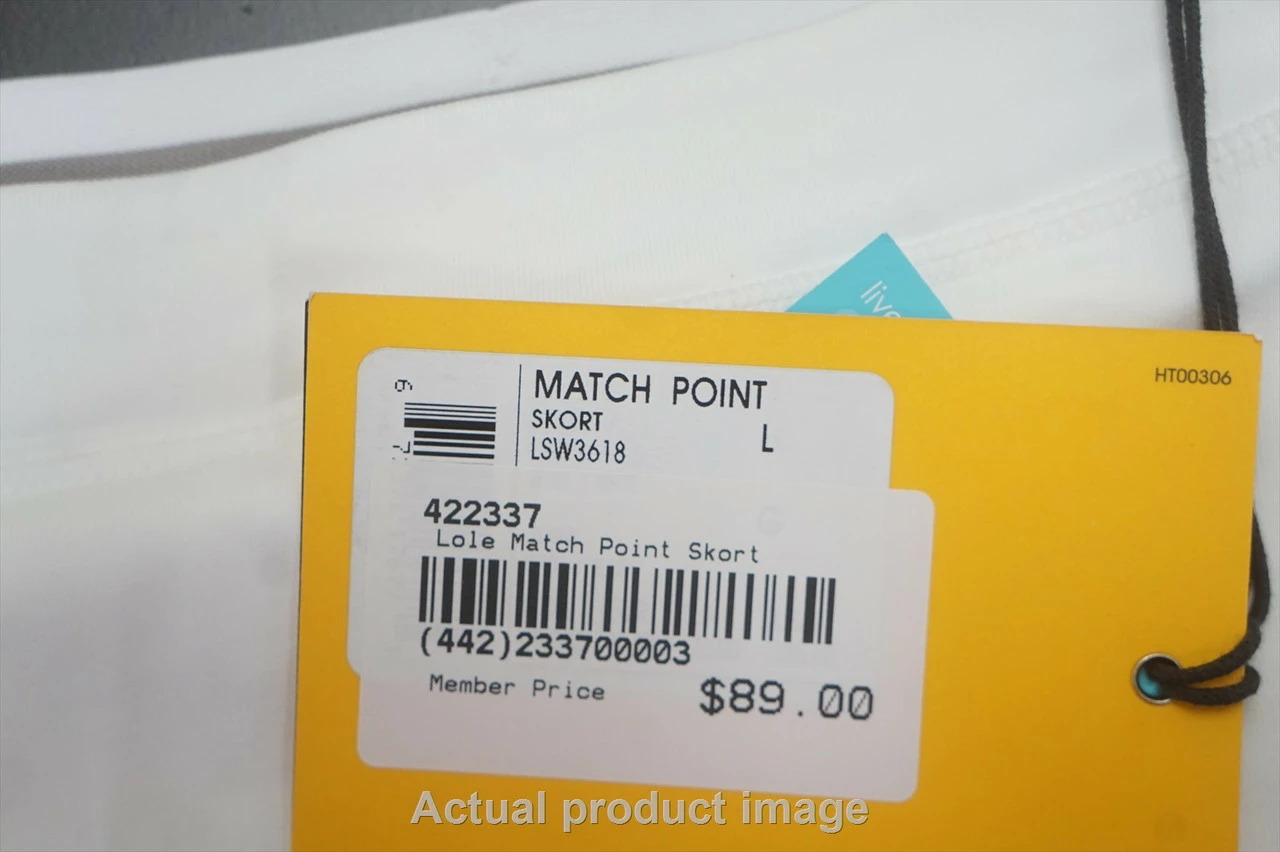 live
HT00306
MATCH POINT
SKORT
L
LSW3618
422337
Lole Match Point Skort
(442)233700003
Member Price
$89.00
Actual product image